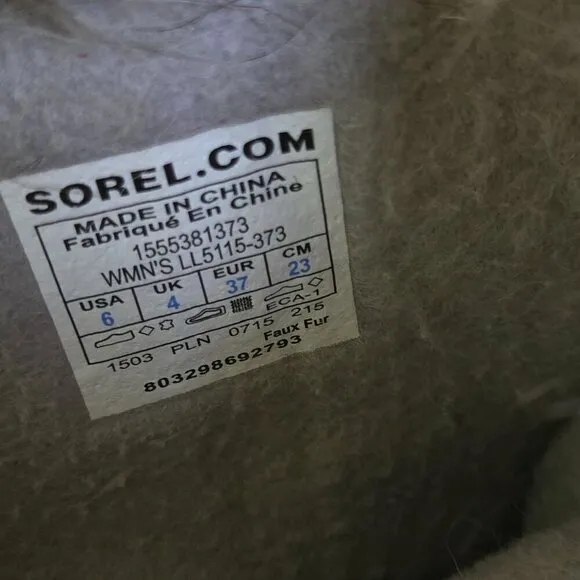 SOREL.COM
MADE IN CHINA
Fabriqué En Chine
1555381373
WMN'S LL5115-373
USA UK EUR CM
6 4 37 23
ECA-1
1503 PLN 0715 215
Faux Fur
803298692793